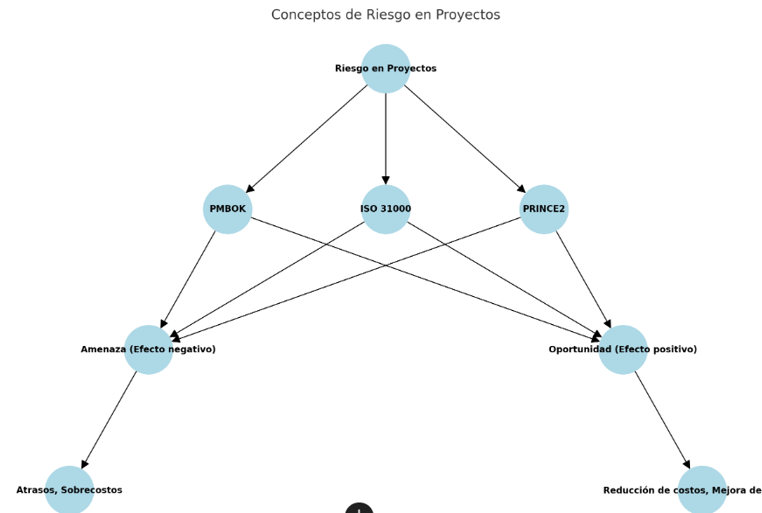 Conceptos de Riesgo en Proyectos
Riesgo en Proyectos
PMBOK
ISO 31000
PRINCE2
Amenaza (Efecto negativo)
Oportunidad (Efecto positivo)
Atrasos, Sobrecostos
Reducción de costos, Mejora de